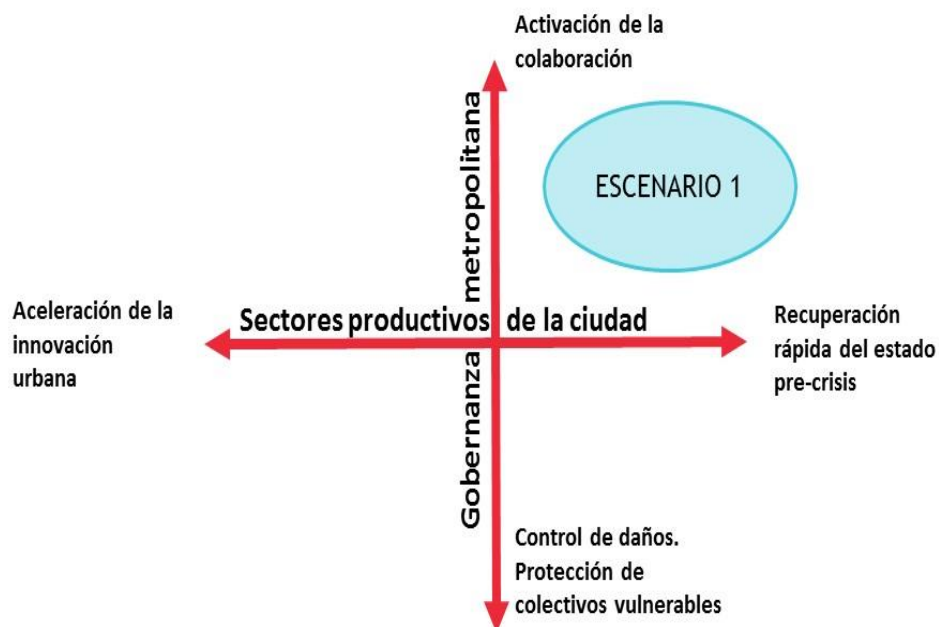 Activación de la
colaboración
ESCENARIO 1
Gobernanza metropolitana
Sectores productivos de la ciudad
Aceleración de la
innovación
urbana
Recuperación
rápida del estado
pre-crisis
Control de daños.
Protección de
colectivos vulnerables